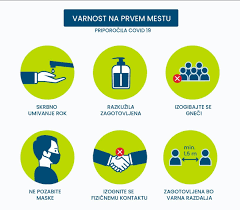 VARNOST NA PRVEM MESTU
PRIPOROČILA COVID 19
SKRBNO
UMIVANJE ROK
RAZKUŽILA
ZAGOTOVLJENA
IZOGIBAJTE SE
GNEČI
NE POZABITE
MASKE
IZOGNITE SE
FIZIČNEMU KONTAKTU
min.
1,5 m
ZAGOTOVLJENA BO
VARNA RAZDALJA